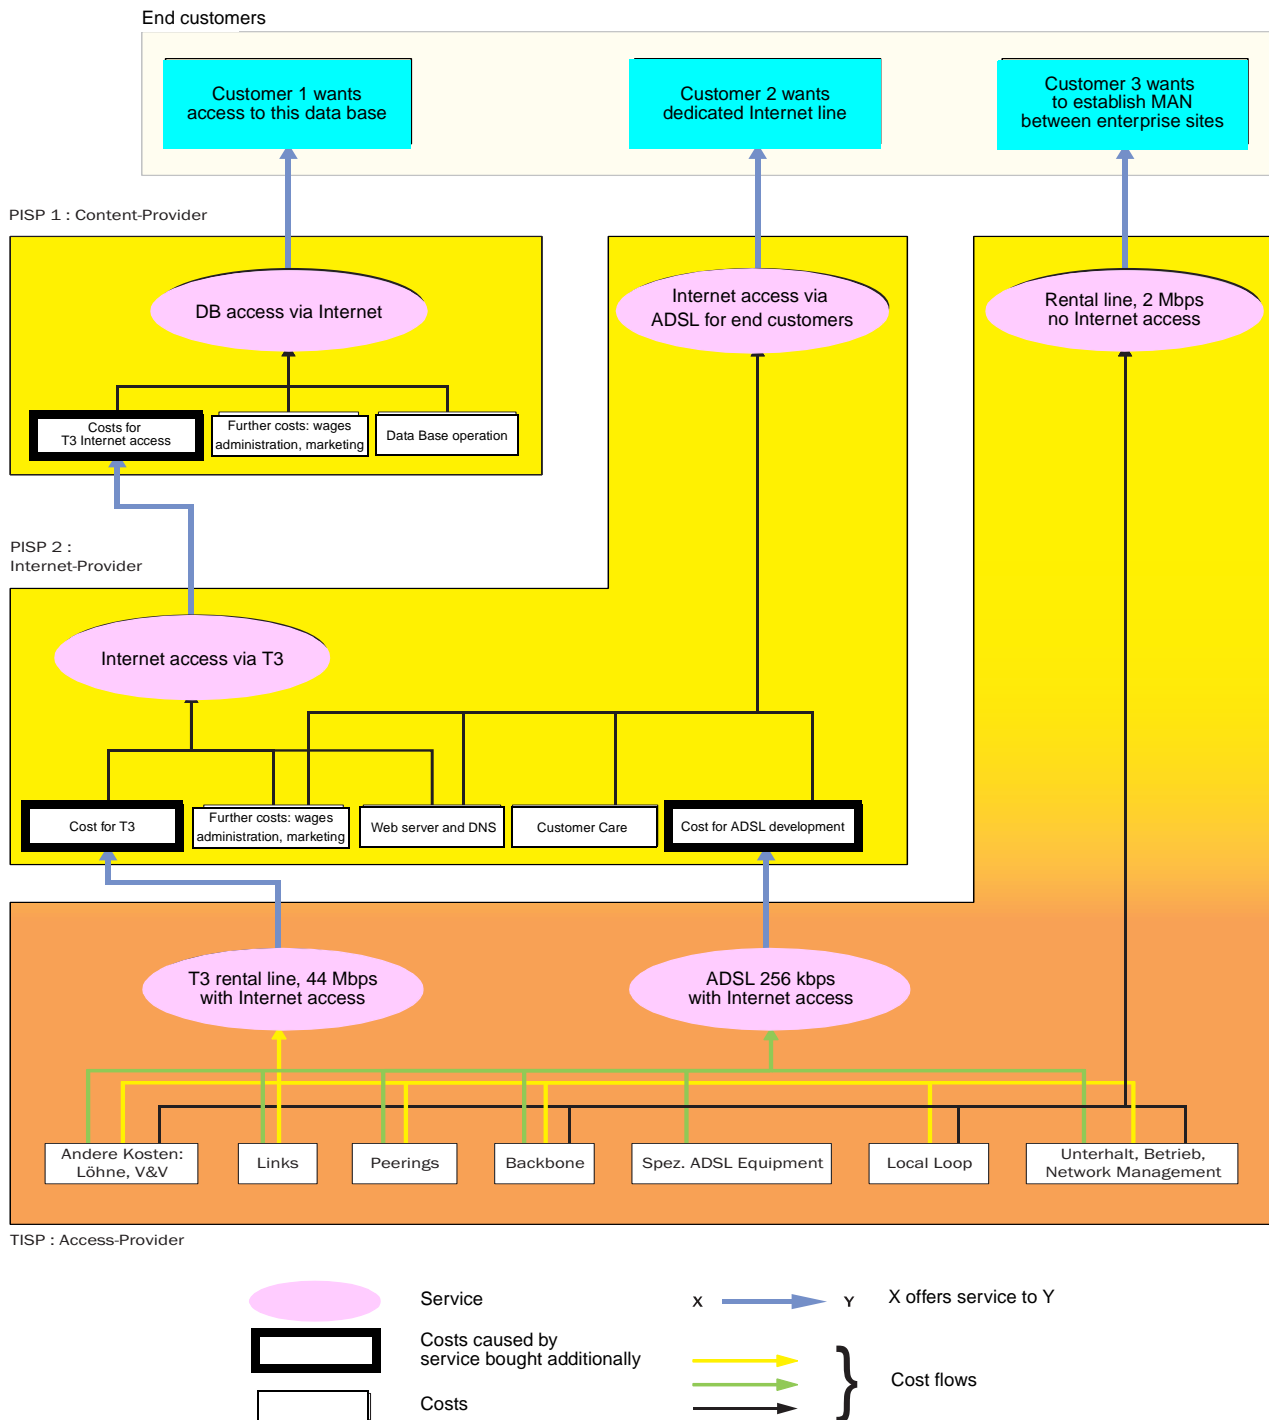 End customers
Customer 1 wants
access to this data base
Customer 2 wants
dedicated Internet line
Customer 3 wants
to establish MAN
between enterprise sites
PISP 1 : Content-Provider
DB access via Internet
Internet access via
ADSL for end customers
Rental line, 2 Mbps
no Internet access
Costs for
T3 Internet access
Further costs: wages
administration, marketing
Data Base operation
PISP 2 :
Internet-Provider
Internet access via T3
Cost for T3
Further costs: wages
administration, marketing
Web server and DNS
Customer Care
Cost for ADSL development
T3 rental line, 44 Mbps
with Internet access
ADSL 256 kbps
with Internet access
Andere Kosten:
Löhne, V&V
Links
Peerings
Backbone
Spez. ADSL Equipment
Local Loop
Unterhalt, Betrieb,
Network Management
TISP : Access-Provider
Service
X
Y
X offers service to Y
Costs caused by
service bought additionally
}
Cost flows
Costs